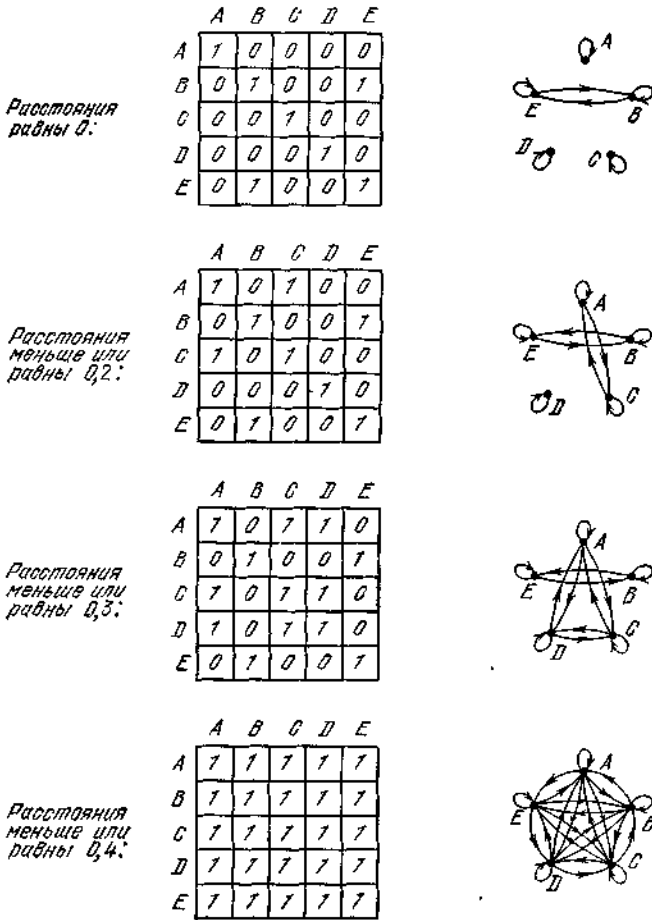 A B C D E
A 1 0 0 0 0
B 0 1 0 0 1
C 0 0 1 0 0
D 0 0 0 1 0
E 0 1 0 0 1
Расстояния
равны 0:
A
E
B
D
C
A B C D E
A 1 0 1 0 0
B 0 1 0 0 1
C 1 0 1 0 0
D 0 0 0 1 0
E 0 1 0 0 1
Расстояния
меньше или
равны 0,2:
A
E
B
D
C
A B C D E
A 1 0 1 1 0
B 0 1 0 0 1
C 1 0 1 1 0
D 1 0 1 1 0
E 0 1 0 0 1
Расстояния
меньше или
равны 0,3:
A
E
B
D
C
A B C D E
A 1 1 1 1 1
B 1 1 1 1 1
C 1 1 1 1 1
D 1 1 1 1 1
E 1 1 1 1 1
Расстояния
меньше или
равны 0,4:
A
E
B
D
C